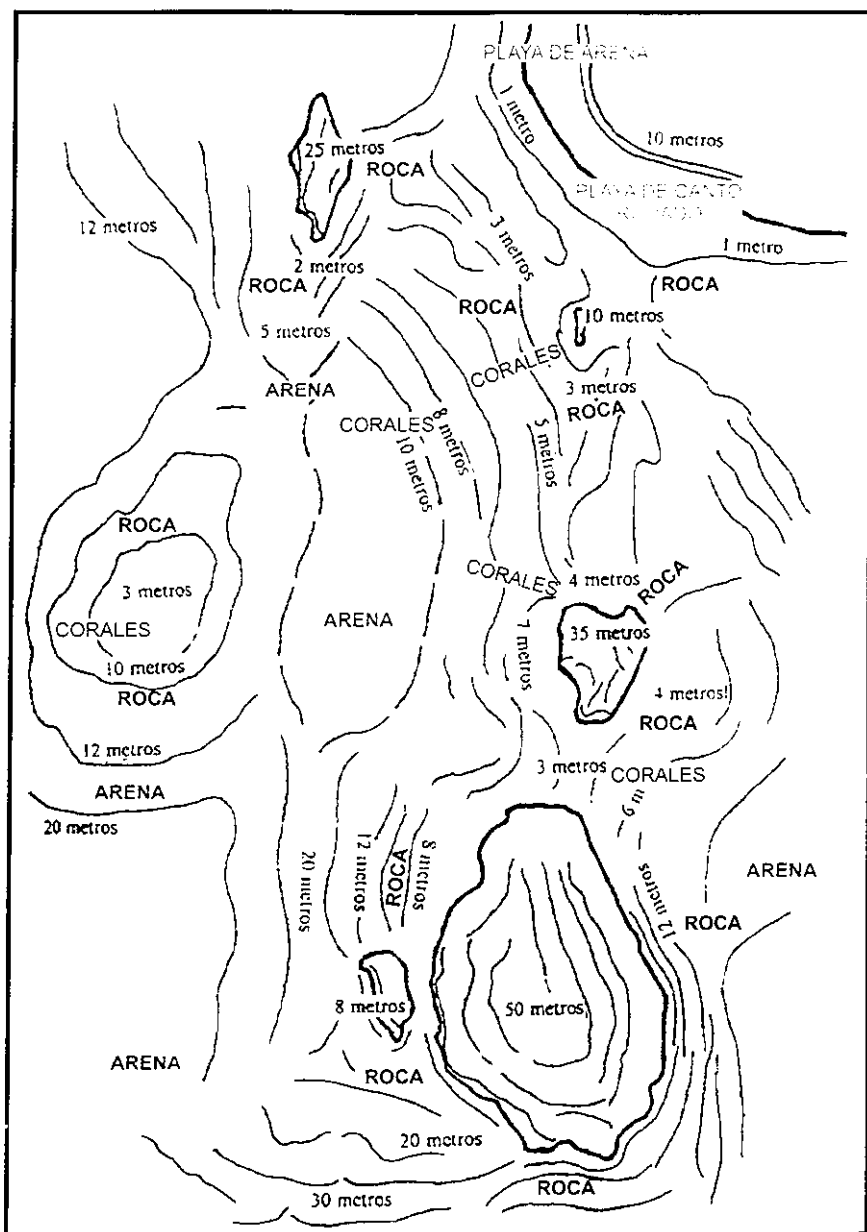 PLAYA DE ARENA
1 metro
10 metros
25 metros
ROCA
PLAYA DE CANTO
12 metros
3 metros
1 metro
2 metros
ROCA
ROCA
ROCA
10 metros
5 metros
CORALES
ARENA
3 metros
ROCA
CORALES
8 metros
10 metros
5 metros
ROCA
3 metros
CORALES
4 metros
ROCA
CORALES
ARENA
7 metros
35 metros
10 metros
ROCA
4 metros!
ROCA
12 metros
3 metros
CORALES
ARENA
20 metros
20 metros
12 metros
ROCA
8 metros
12 metros
ARENA
ROCA
8 metros
50 metros
ARENA
ROCA
20 metros
ROCA
30 metros